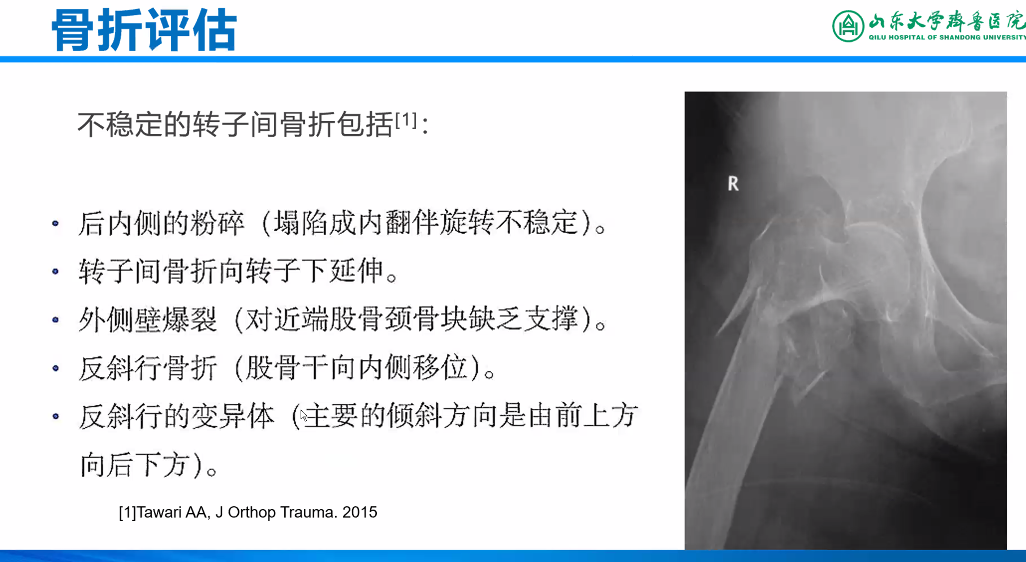 骨折评估
山东大学齐鲁医院
QILU HOSPITAL OF SHANDONG UNIVERSITY
不稳定的转子间骨折包括[1]:
R
• 后内侧的粉碎（塌陷成内翻伴旋转不稳定）。
• 转子间骨折向转子下延伸。
• 外侧壁爆裂（对近端股骨颈骨块缺乏支撑）。
• 反斜行骨折（股骨干向内侧移位）。
• 反斜行的变异体（主要的倾斜方向是由前上方
向后下方）。
[1]Tawari AA, J Orthop Trauma. 2015